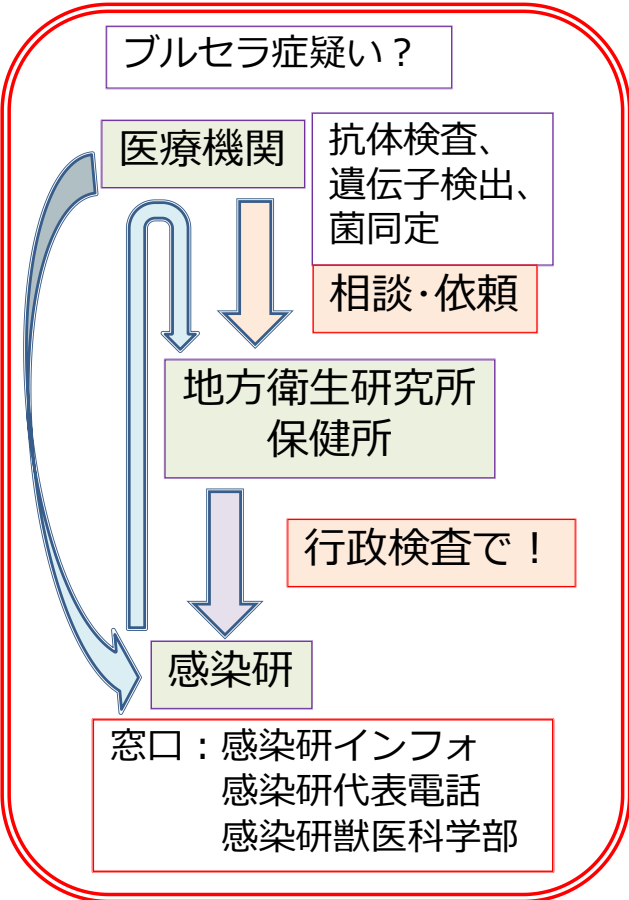 ブルセラ症疑い？
医療機関
抗体検査、
遺伝子検出、
菌同定
相談・依頼
地方衛生研究所
保健所
行政検査で！
感染研
窓口：感染研インフォ
感染研代表電話
感染研獣医科学部